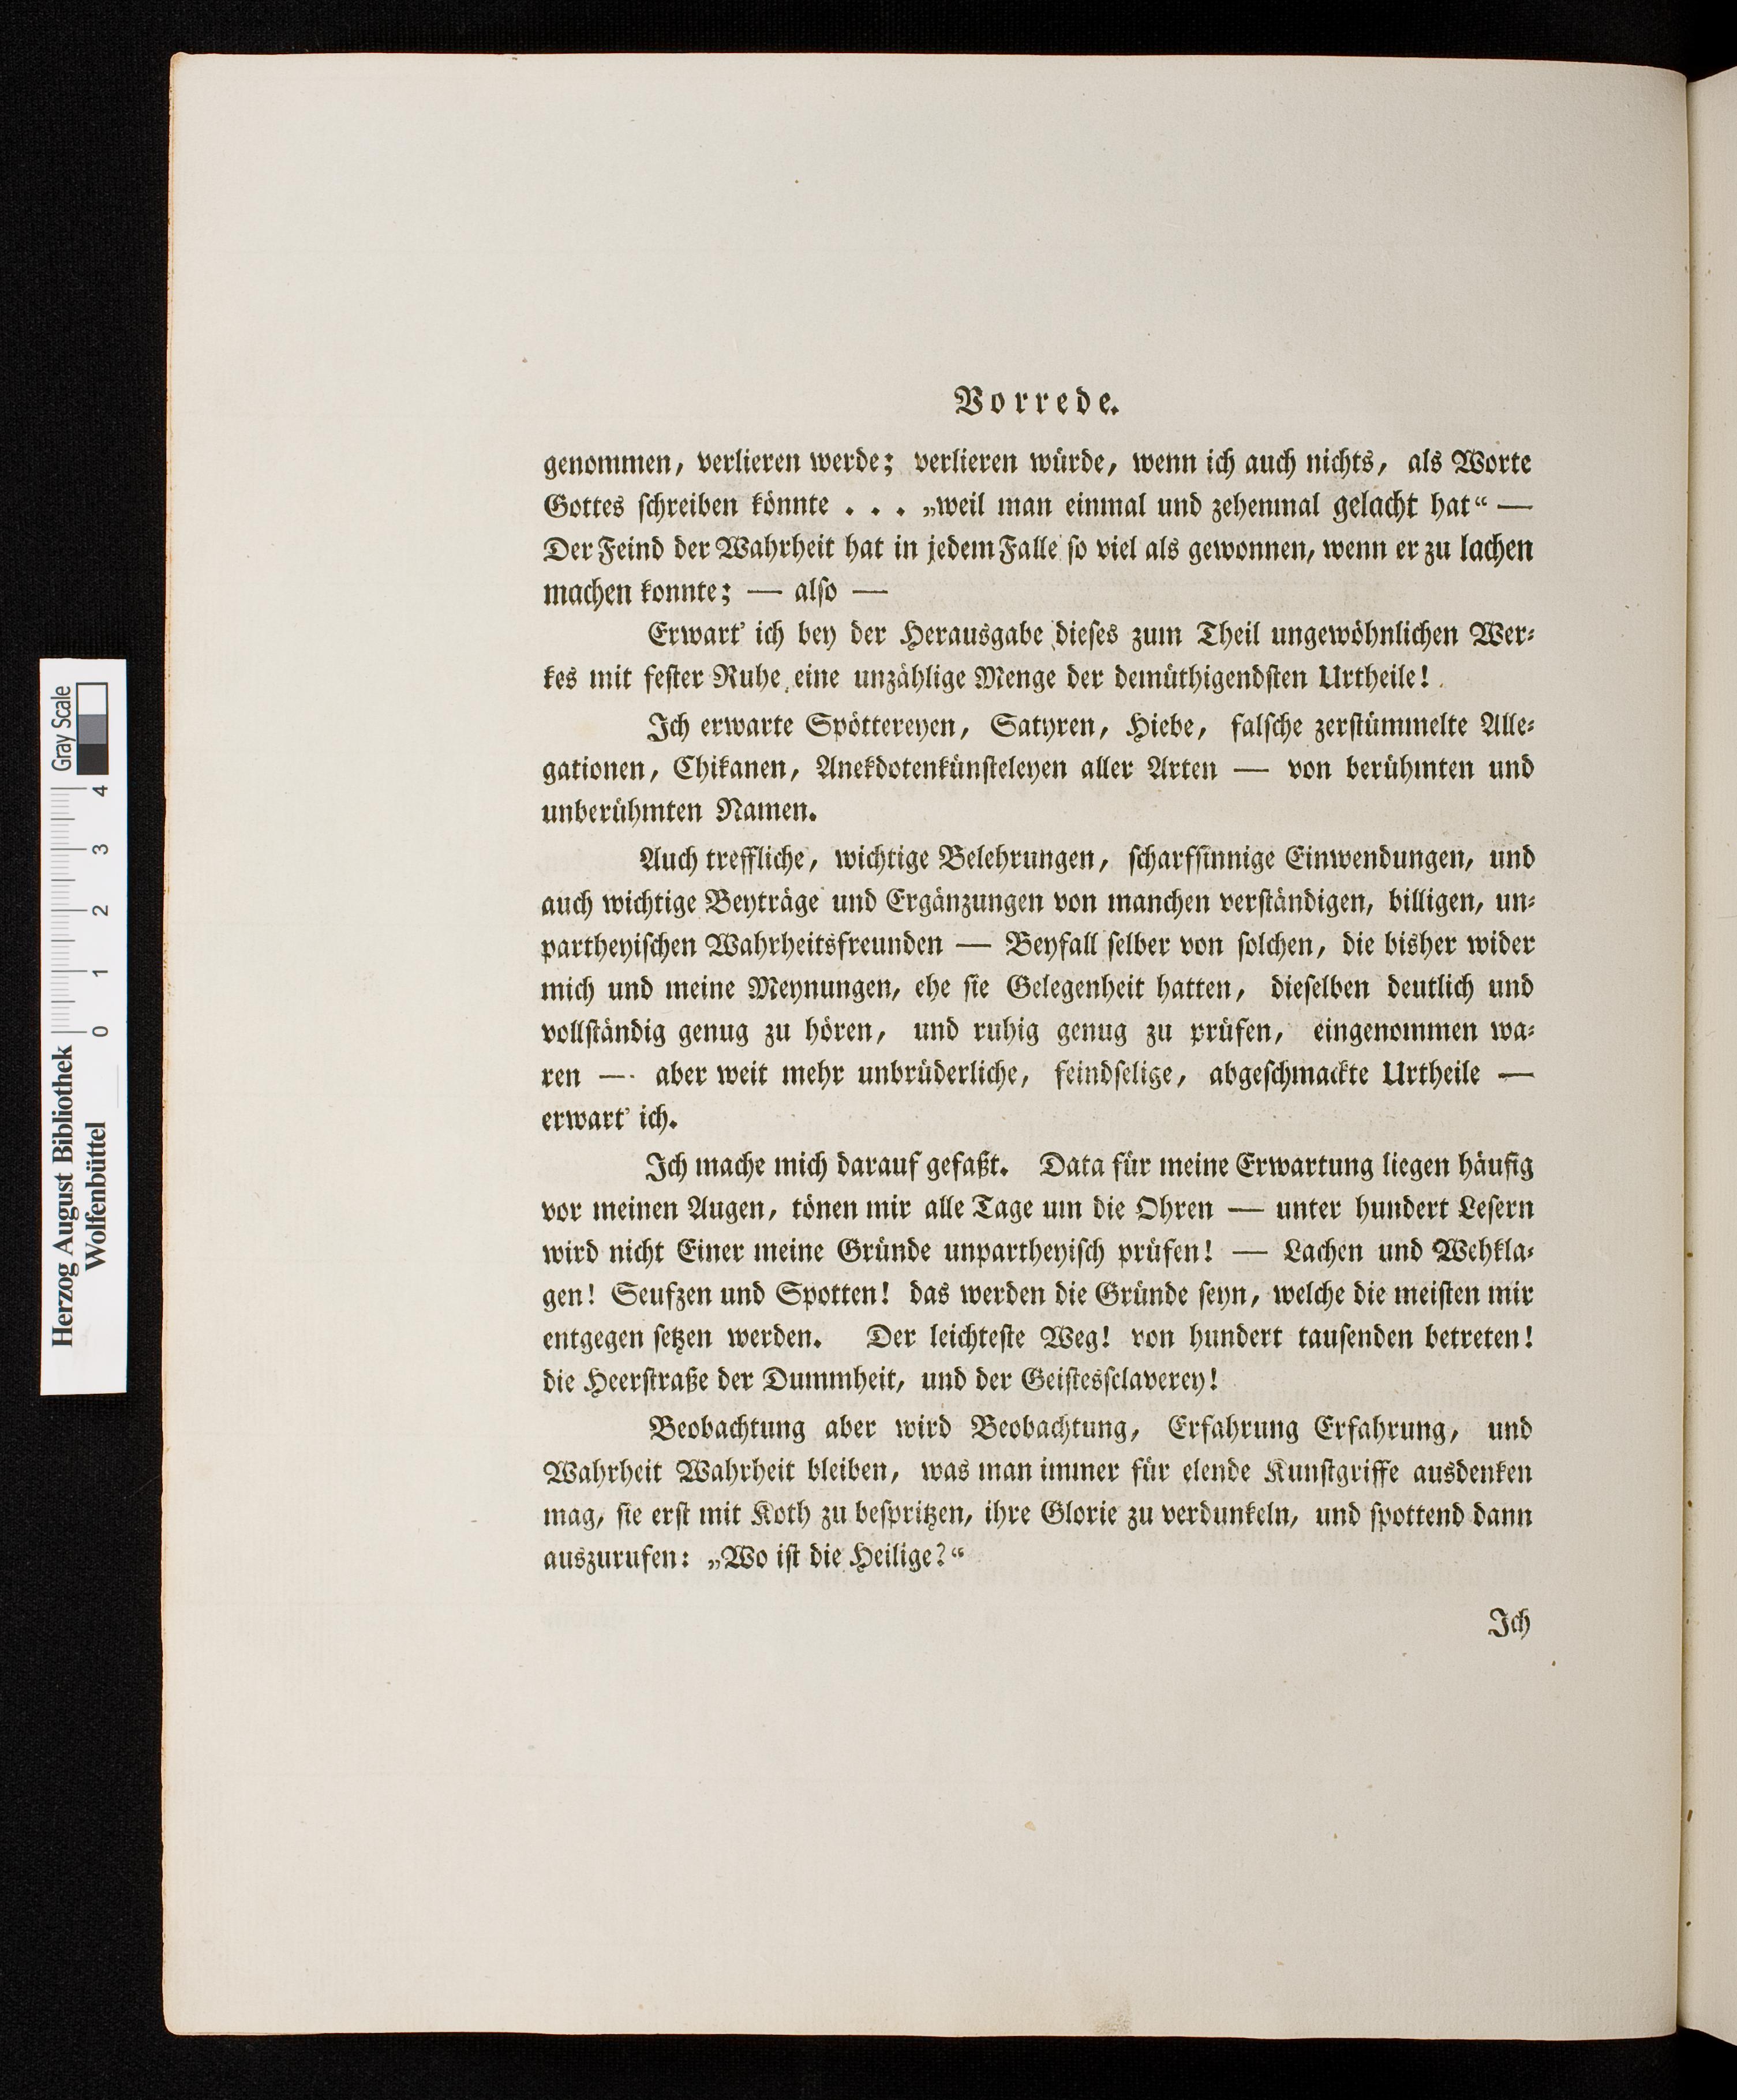 Vorrede.
genommen, verlieren werde; verlieren würde, wenn ich auch nichts, als Worte
Gottes ſchreiben könnte . . . „weil man einmal und zehenmal gelacht hat“ —
Der Feind der Wahrheit hat in jedem Falle ſo viel als gewonnen, wenn er zu lachen
machen konnte; — alſo —
Erwart' ich bey der Herausgabe dieſes zum Theil ungewöhnlichen Wer⸗
kes mit feſter Ruhe eine unzählige Menge der demüthigendſten Urtheile!
Ich erwarte Spöttereyen, Satyren, Hiebe, falſche zerſtümmelte Alle⸗
gationen, Chikanen, Anekdotenkünſteleyen aller Arten — von berühmten und
unberühmten Namen.
Auch treffliche, wichtige Belehrungen, ſcharfſinnige Einwendungen, und
auch wichtige Beyträge und Ergänzungen von manchen verſtändigen, billigen, un⸗
partheyiſchen Wahrheitsfreunden — Beyfall ſelber von ſolchen, die bisher wider
mich und meine Meynungen, ehe ſie Gelegenheit hatten, dieſelben deutlich und
vollſtändig genug zu hören, und ruhig genug zu prüfen, eingenommen wa⸗
ren — aber weit mehr unbrüderliche, feindſelige, abgeſchmackte Urtheile —
erwart' ich.
Ich mache mich darauf gefaßt. Data für meine Erwartung liegen häufig
vor meinen Augen, tönen mir alle Tage um die Ohren — unter hundert Leſern
wird nicht Einer meine Gründe unpartheyiſch prüfen! — Lachen und Wehkla⸗
gen! Seufzen und Spotten! das werden die Gründe ſeyn, welche die meiſten mir
entgegen ſetzen werden. Der leichteſte Weg! von hundert tauſenden betreten!
die Heerſtraße der Dummheit, und der Geiſtesſclaverey!
Beobachtung aber wird Beobachtung, Erfahrung Erfahrung, und
Wahrheit Wahrheit bleiben, was man immer für elende Kunſtgriffe ausdenken
mag, ſie erſt mit Koth zu beſpritzen, ihre Glorie zu verdunkeln, und ſpottend dann
auszurufen: „Wo iſt die Heilige?“
Ich
Herzog August Bibliothek
Wolfenbüttel
0 1 2 3 4
Gray Scale